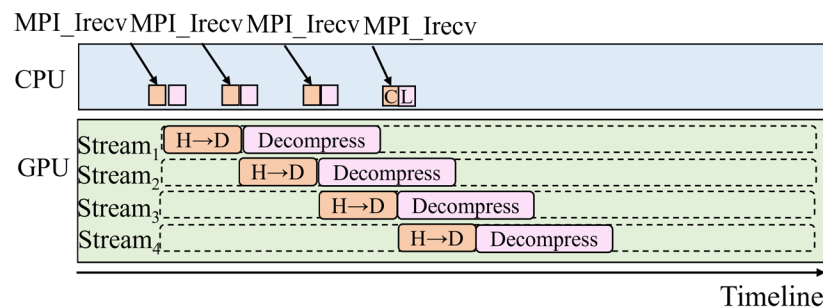 MPI_Irecv MPI_Irecv MPI_Irecv MPI_Irecv
CPU
C L
GPU
Stream1 H→D Decompress
Stream2 H→D Decompress
Stream3 H→D Decompress
Stream4 H→D Decompress
Timeline